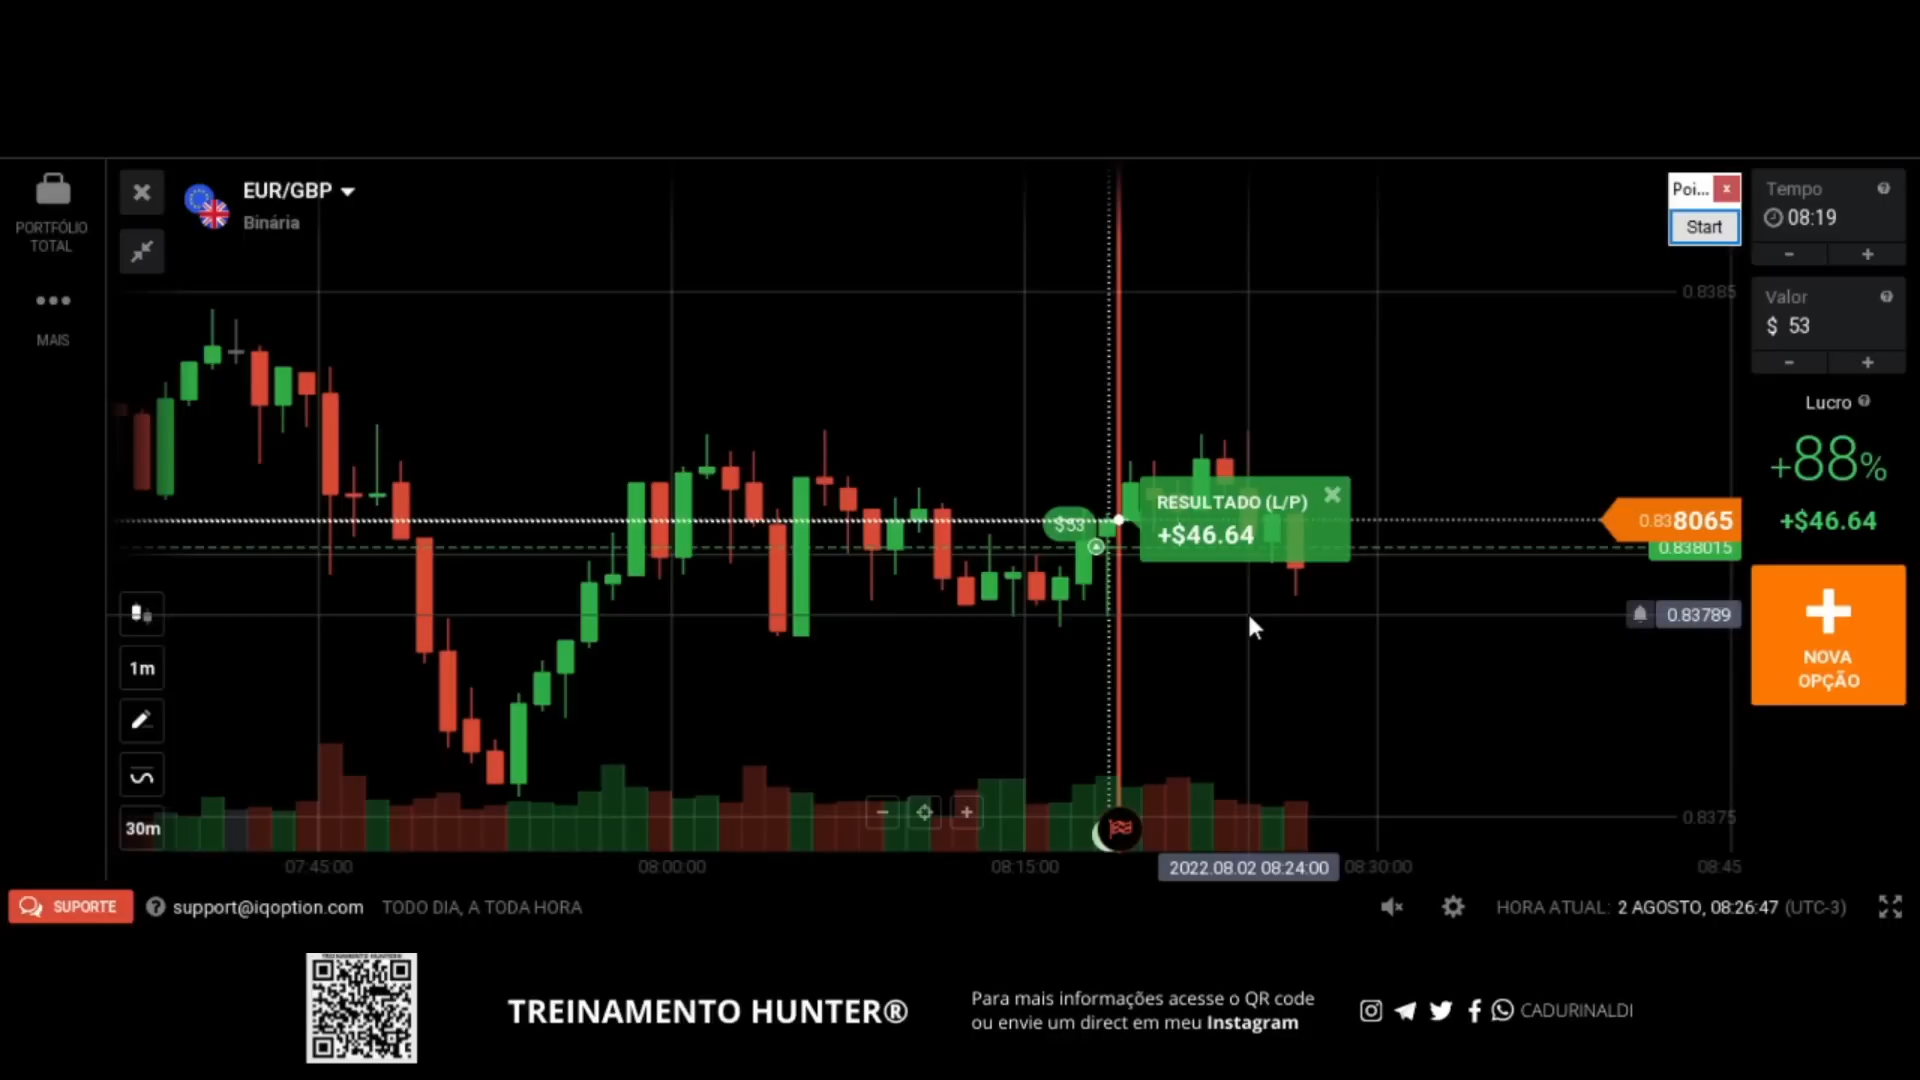 PORTFÓLIO
TOTAL
MAIS
EUR/GBP
Binária
Poi...
x
Start
Tempo
08:19
Valor
$ 53
Lucro
+88%
+$46.64
NOVA
OPÇÃO
0.8385
0.838065
0.838015
0.83789
0.8375
$53
RESULTADO (L/P)
+$46.64
1m
30m
07:45:00
08:00:00
08:15:00
2022.08.02 08:24:00
08:30:00
08:45
SUPORTE
support@iqoption.com
TODO DIA, A TODA HORA
HORA ATUAL: 2 AGOSTO, 08:26:47 (UTC-3)
TREINAMENTO HUNTER®
Para mais informações acesse o QR code
ou envie um direct em meu Instagram
CADURINALDI